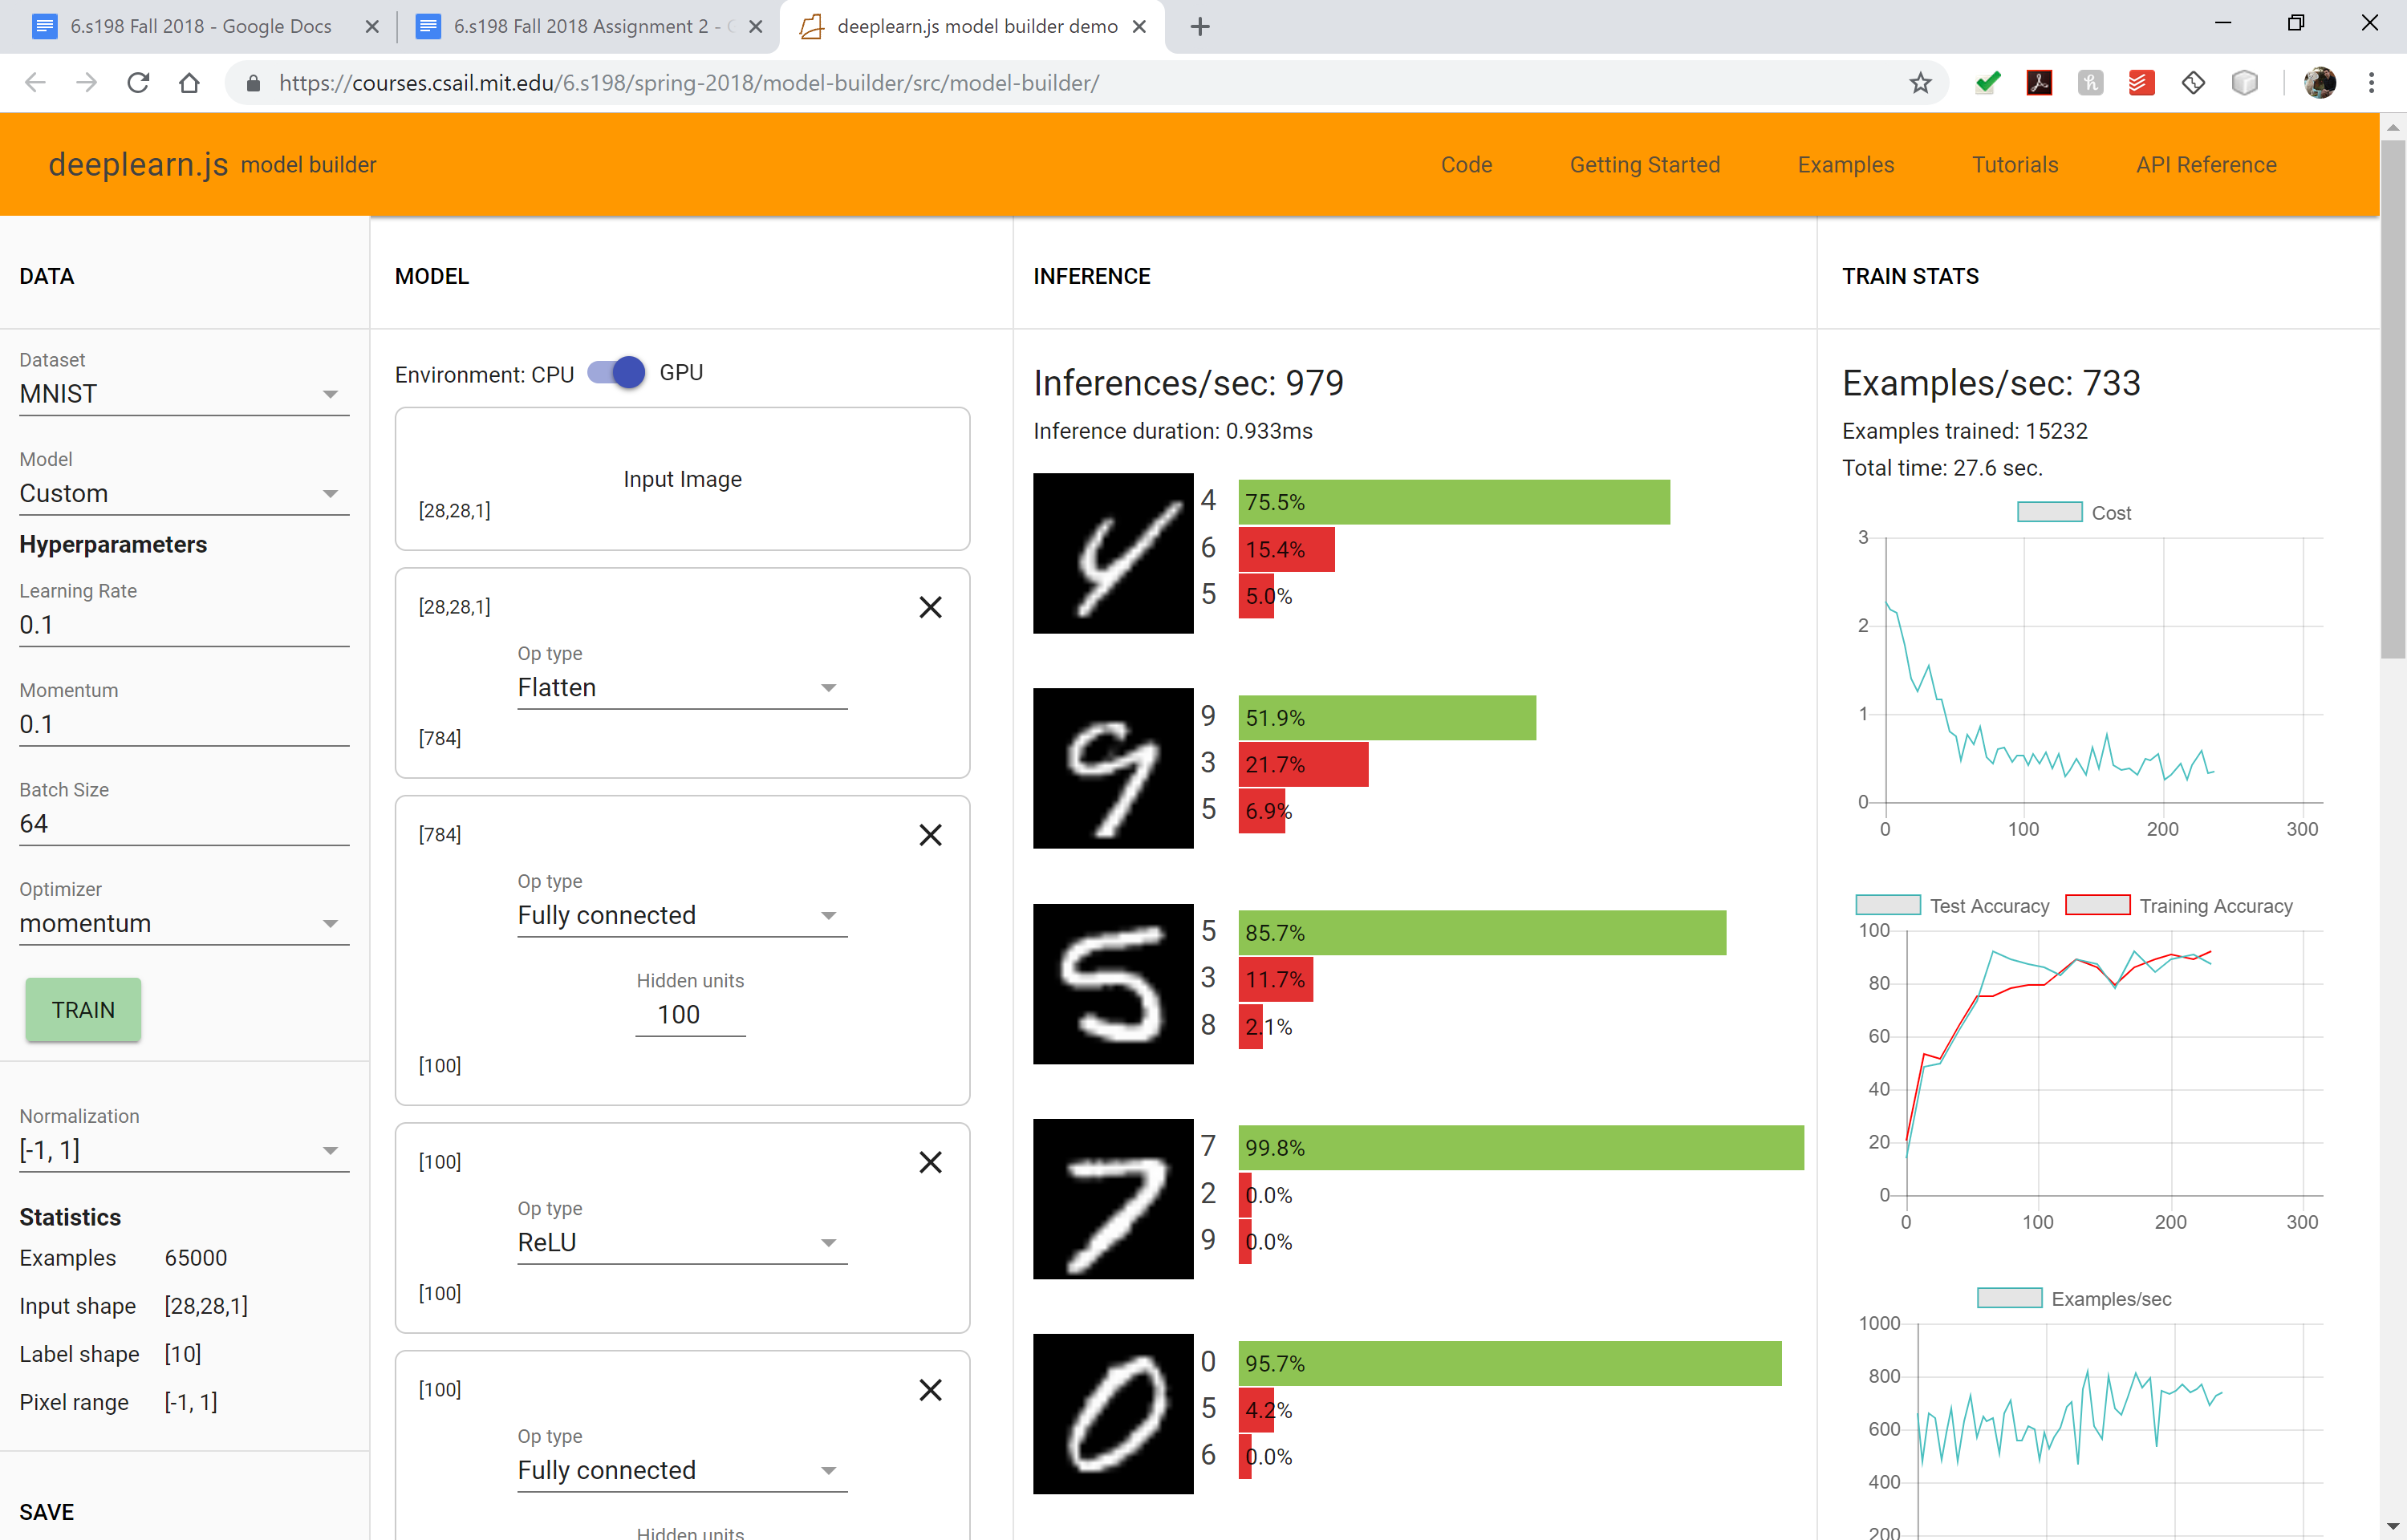 6.s198 Fall 2018 - Google Docs
6.s198 Fall 2018 Assignment 2 -
deeplearn.js model builder demo
https://courses.csail.mit.edu/6.s198/spring-2018/model-builder/src/model-builder/
deeplearn.js model builder
Code
Getting Started
Examples
Tutorials
API Reference
DATA
Dataset
MNIST
Model
Custom
Hyperparameters
Learning Rate
0.1
Momentum
0.1
Batch Size
64
Optimizer
momentum
TRAIN
Normalization
[-1, 1]
Statistics
Examples 65000
Input shape [28,28,1]
Label shape [10]
Pixel range [-1, 1]
SAVE
MODEL
Environment: CPU GPU
Input Image
[28,28,1]
[28,28,1]
Op type
Flatten
[784]
[784]
Op type
Fully connected
Hidden units
100
[100]
[100]
Op type
ReLU
[100]
[100]
Op type
Fully connected
Hidden units
INFERENCE
Inferences/sec: 979
Inference duration: 0.933ms
4 75.5%
6 15.4%
5 5.0%
9 51.9%
3 21.7%
5 6.9%
5 85.7%
3 11.7%
8 2.1%
7 99.8%
2 0.0%
9 0.0%
0 95.7%
5 4.2%
6 0.0%
4
9
5
7
0
TRAIN STATS
Examples/sec: 733
Examples trained: 15232
Total time: 27.6 sec.
Cost
3
2
1
0
0 100 200 300
Test Accuracy Training Accuracy
100
80
60
40
20
0
0 100 200 300
Examples/sec
1000
800
600
400
200